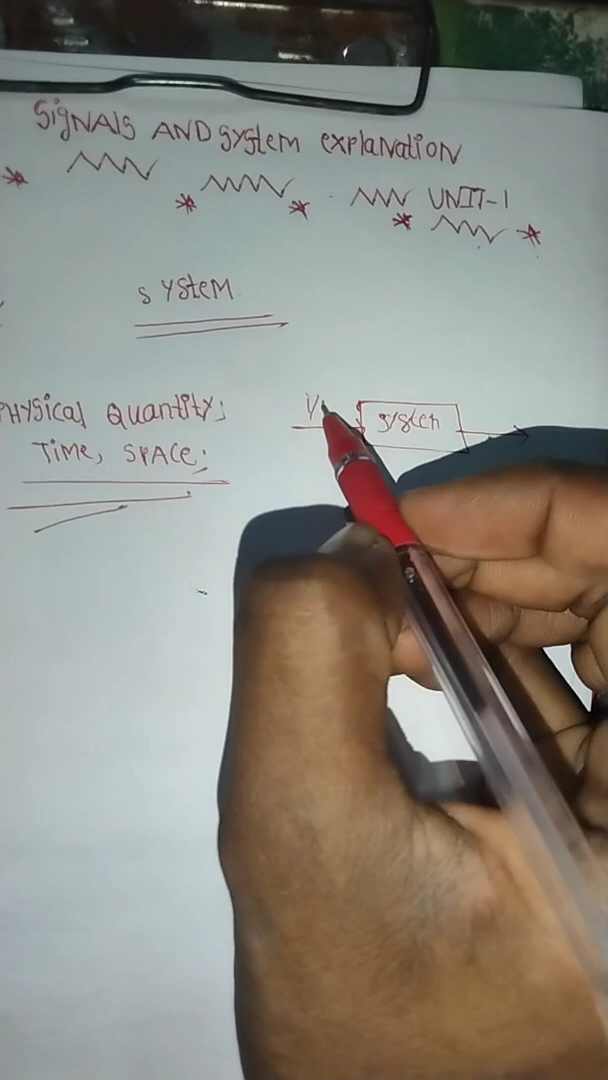 SigNAlS AND SyStem explanation
UNIT-1
SYSteM
PHYSical Quantity;
TIME, SPACE;
System